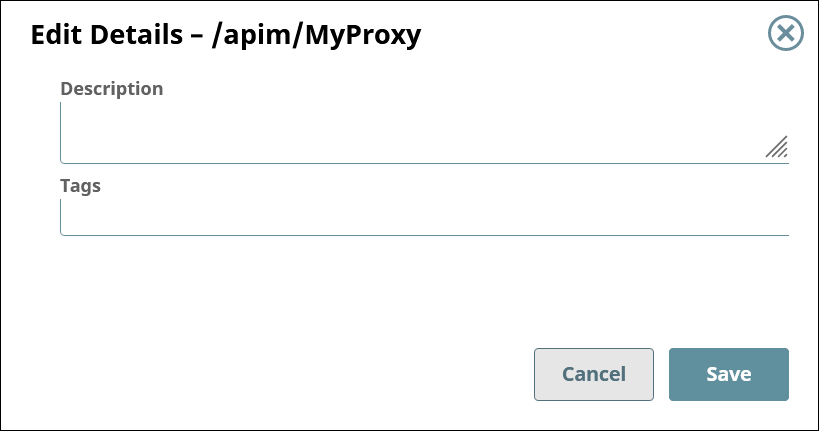 Edit Details – /apim/MyProxy
Description
Tags
Cancel
Save